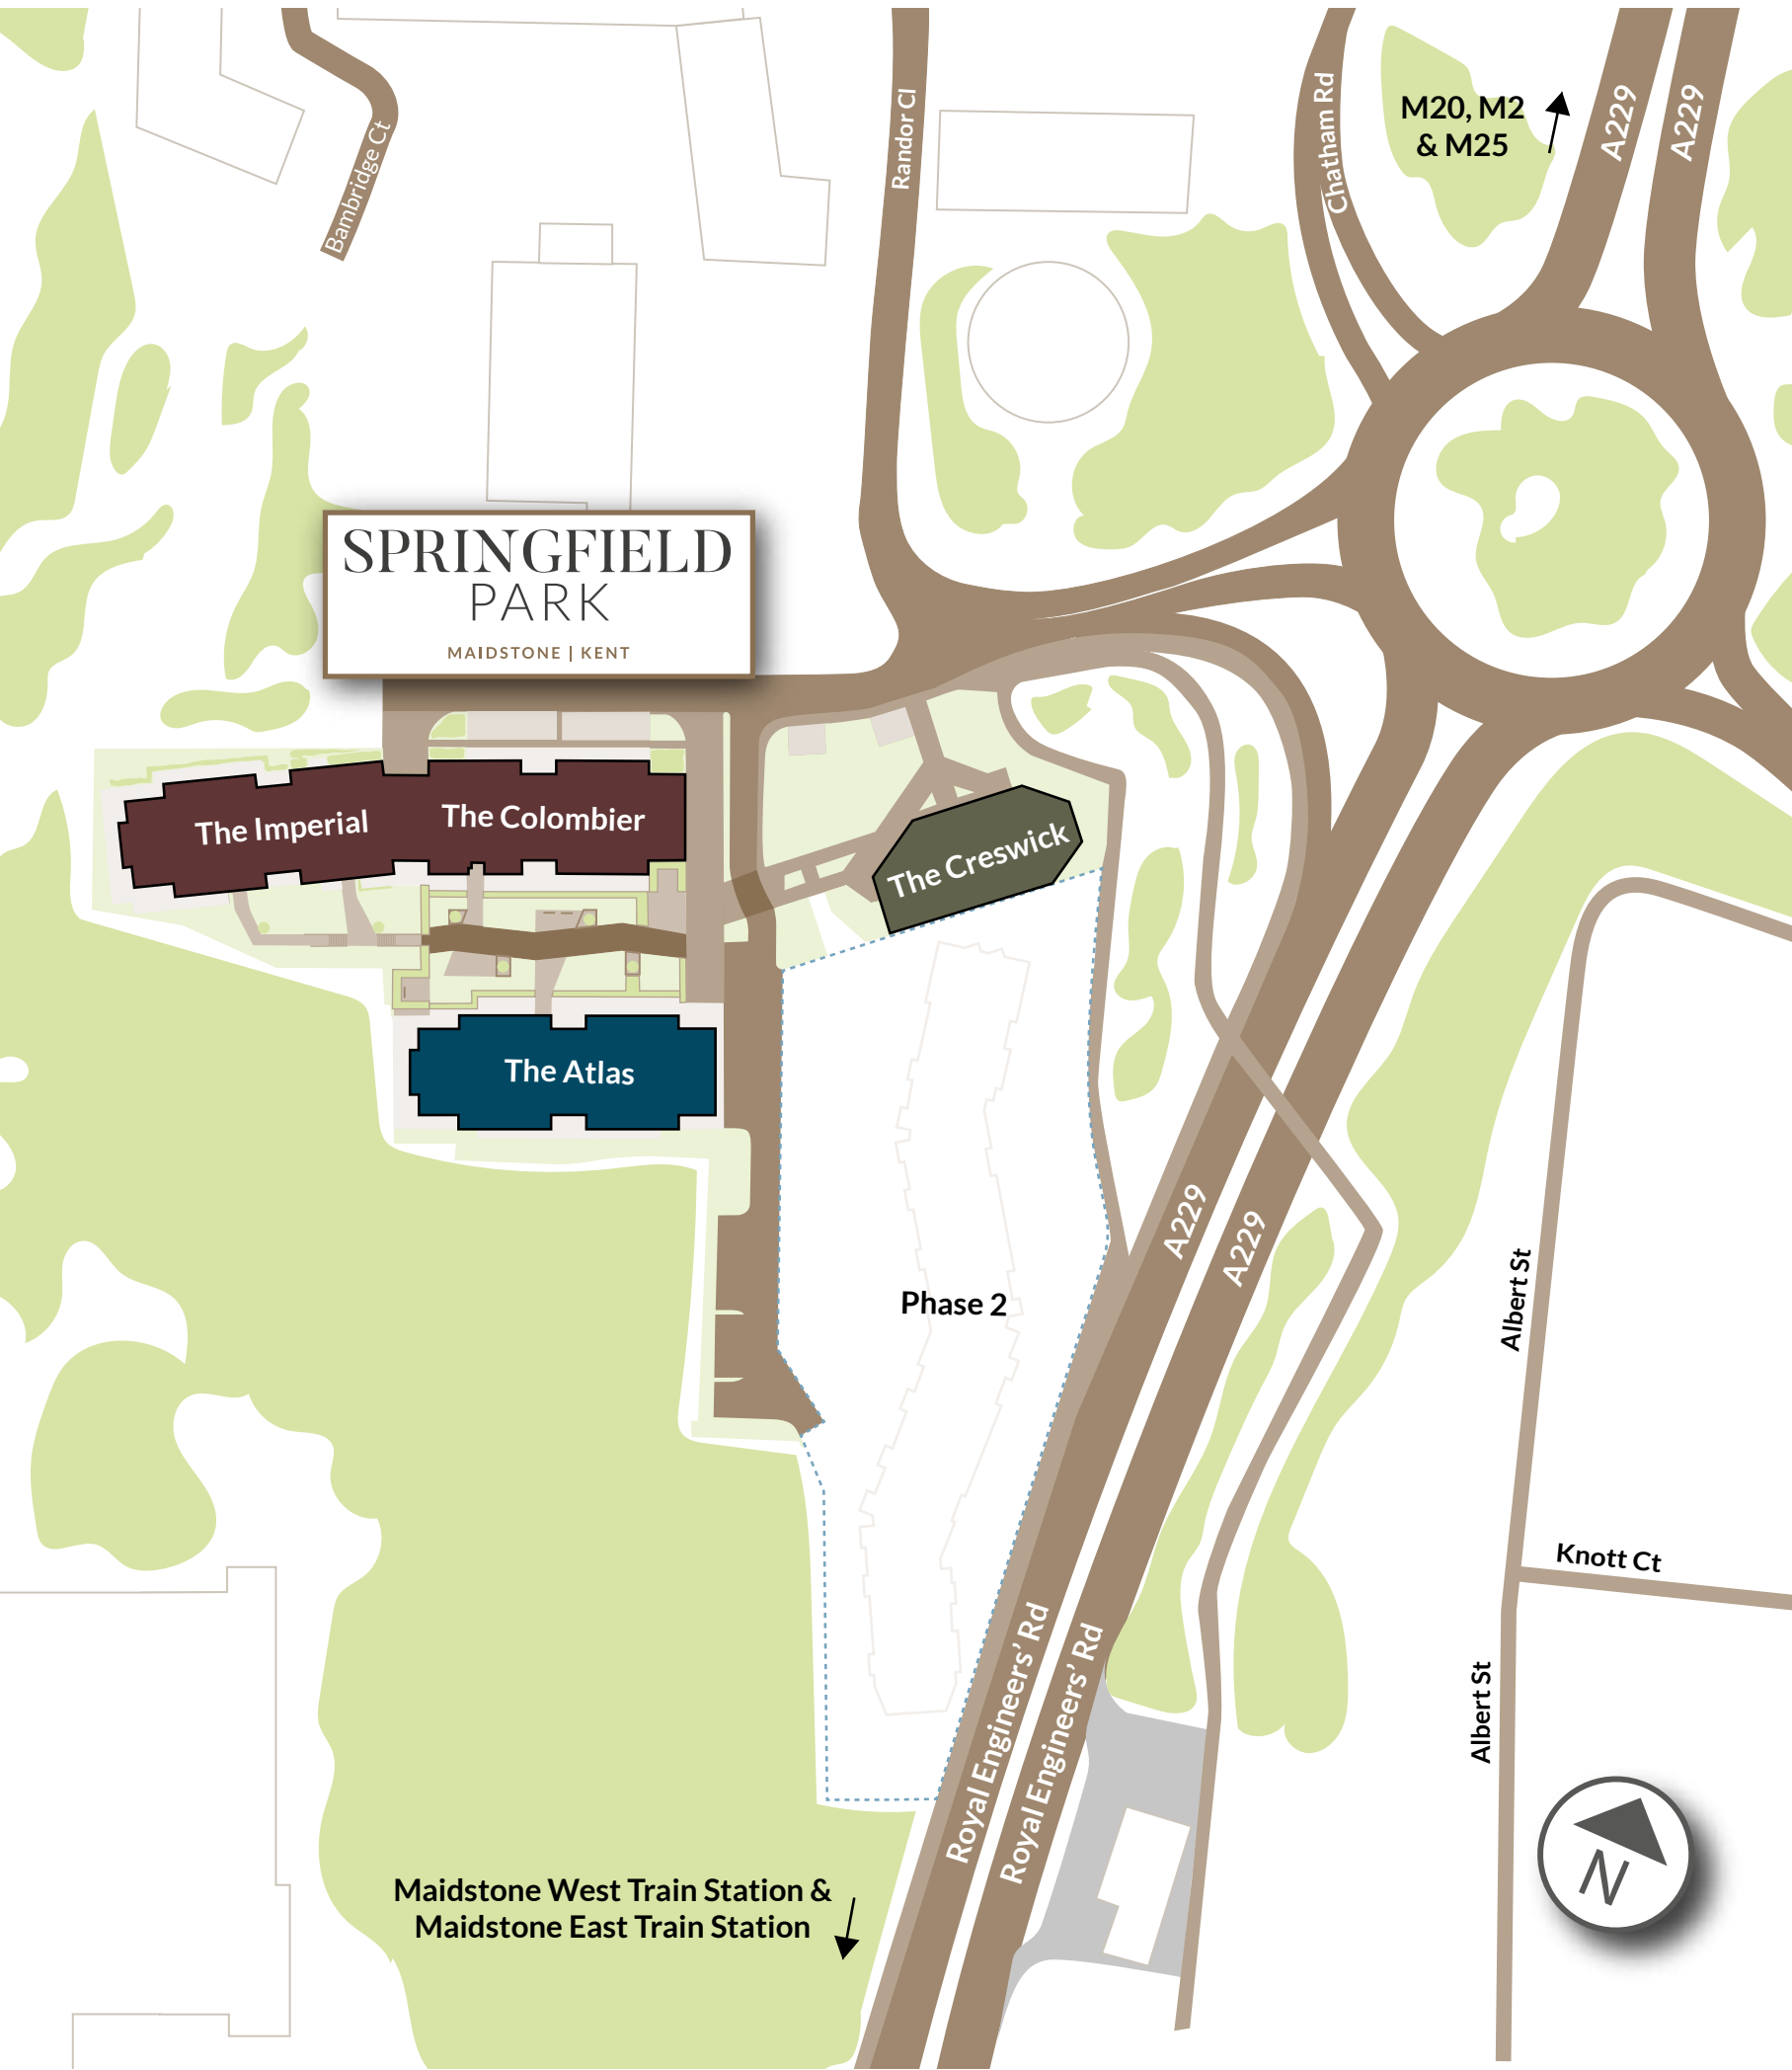 Bambridge Ct
Randor Cl
Chatham Rd
M20, M2
& M25
A229
A229
SPRINGFIELD
PARK
MAIDSTONE | KENT
The Imperial
The Colombier
The Creswick
The Atlas
Phase 2
A229
A229
Albert St
Knott Ct
Albert St
Royal Engineers' Rd
Royal Engineers' Rd
Maidstone West Train Station &
Maidstone East Train Station
N